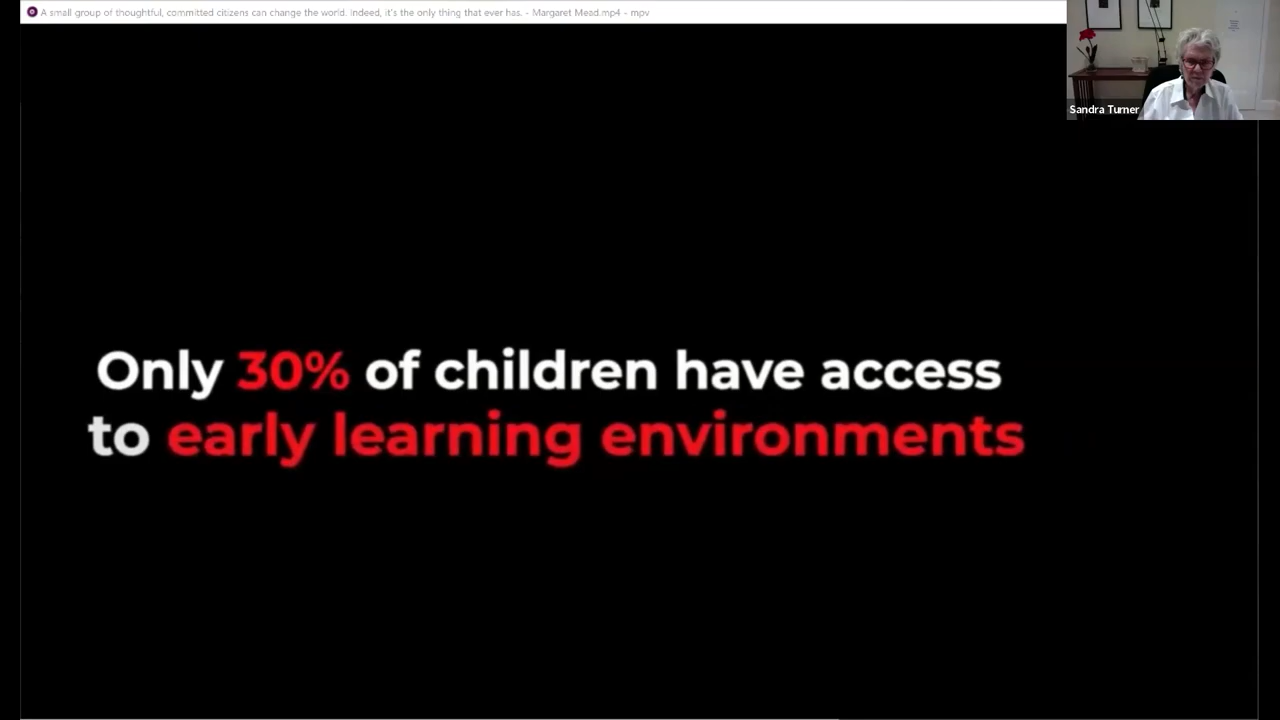 A small group of thoughtful, committed citizens can change the world. Indeed, it's the only thing that ever has. - Margaret Mead.mp4 - mpv
Sandra Turner
Only 30% of children have access
to early learning environments